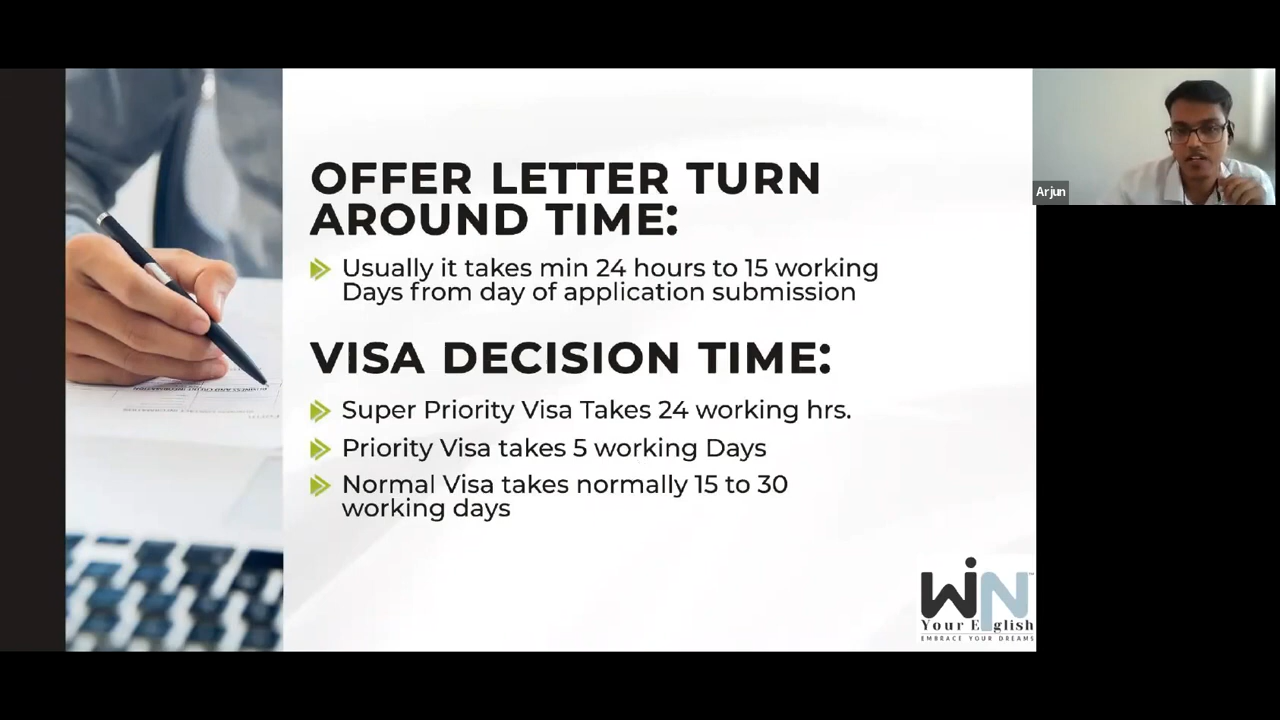 OFFER LETTER TURN
AROUND TIME:
Usually it takes min 24 hours to 15 working
Days from day of application submission
VISA DECISION TIME:
Super Priority Visa Takes 24 working hrs.
Priority Visa takes 5 working Days
Normal Visa takes normally 15 to 30
working days
WiN
Your English
EMBRACE YOUR DREAMS
Arjun